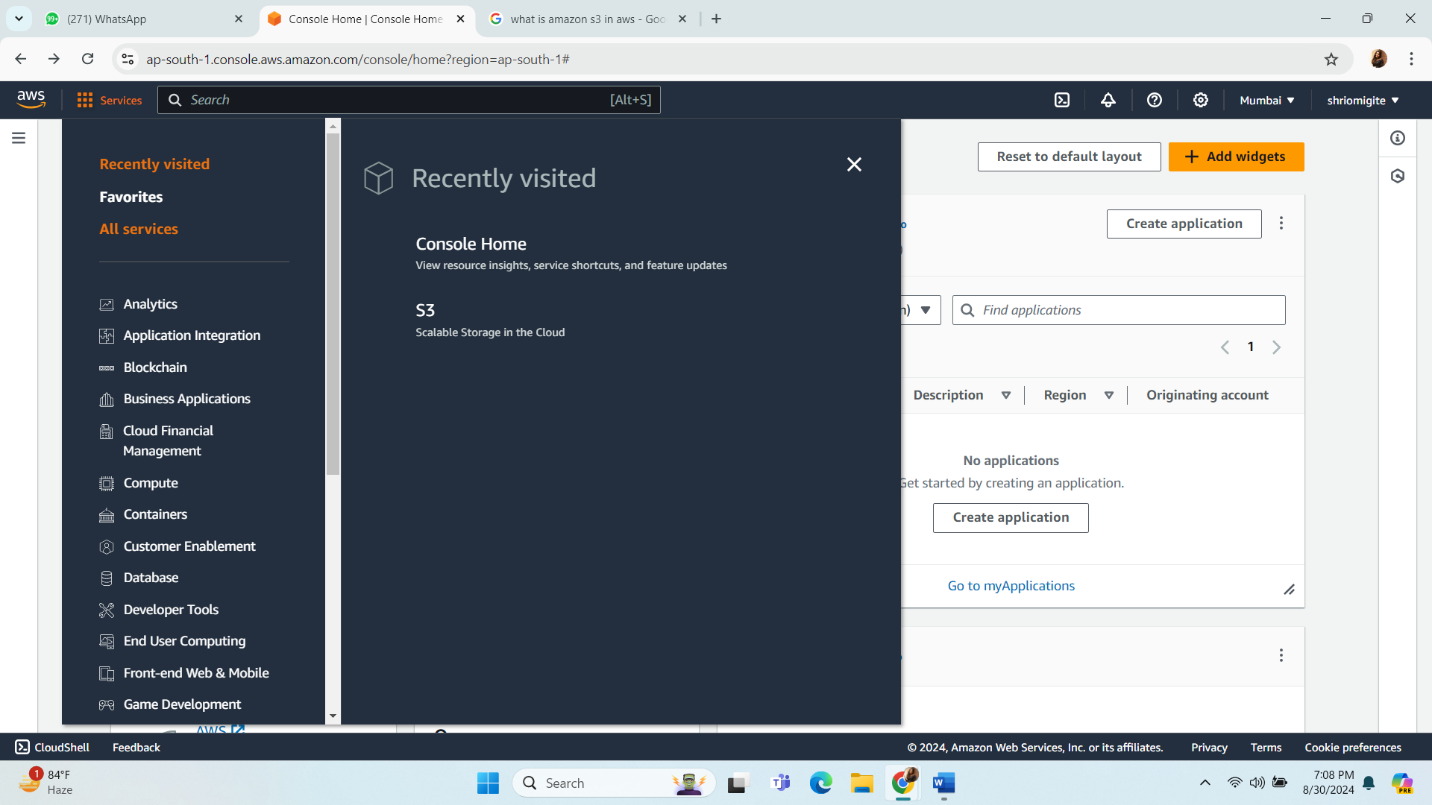 (271) WhatsApp
Console Home | Console Home
what is amazon s3 in aws - Goo
ap-south-1.console.aws.amazon.com/console/home?region=ap-south-1#
aws
Services
Search
[Alt+S]
Mumbai
shriomigite
Recently visited
Favorites
All services
Analytics
Application Integration
Blockchain
Business Applications
Cloud Financial
Management
Compute
Containers
Customer Enablement
Database
Developer Tools
End User Computing
Front-end Web & Mobile
Game Development
Recently visited
Console Home
View resource insights, service shortcuts, and feature updates
S3
Scalable Storage in the Cloud
Reset to default layout
Add widgets
Create application
Find applications
1
Description
Region
Originating account
No applications
Get started by creating an application.
Create application
Go to myApplications
AWS
CloudShell
Feedback
© 2024, Amazon Web Services, Inc. or its affiliates.
Privacy
Terms
Cookie preferences
1
84°F
Haze
Search
7:08 PM
8/30/2024
PRE